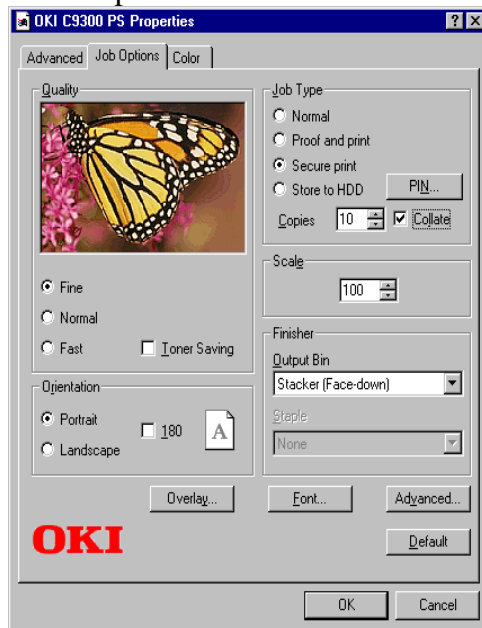 OKI C9300 PS Properties
Advanced Job Options Color
Quality
Fine
Normal
Fast
Toner Saving
Orientation
Portrait
Landscape
180
A
Job Type
Normal
Proof and print
Secure print
Store to HDD
PIN...
Copies 10 Collate
Scale
100
Finisher
Output Bin
Stacker (Face-down)
Staple
None
Overlay... Font... Advanced...
OKI
Default
OK Cancel